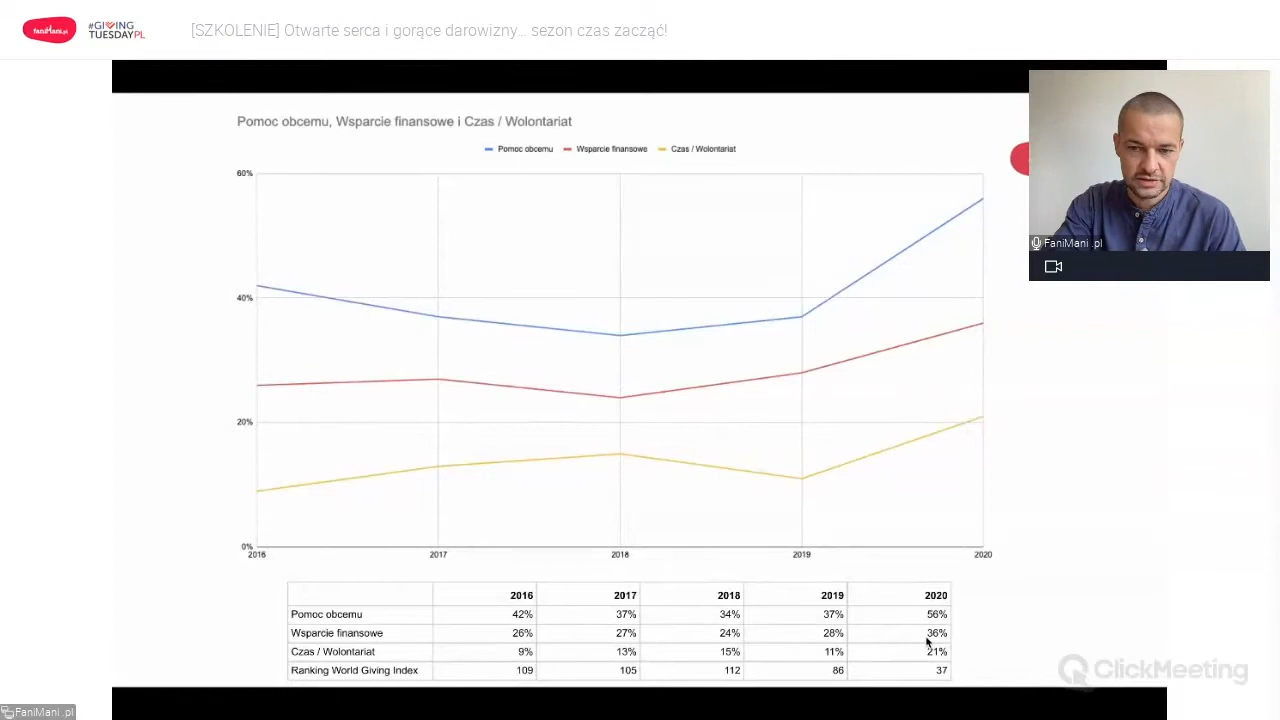 faniMani.pl
#GIVING
TUESDAYPL
[SZKOLENIE] Otwarte serca i gorące darowizny... sezon czas zacząć!
Pomoc obcemu, Wsparcie finansowe i Czas / Wolontariat
Pomoc obcemu Wsparcie finansowe Czas / Wolontariat
60%
40%
20%
0%
2016 2017 2018 2019 2020
2016 2017 2018 2019 2020
Pomoc obcemu 42% 37% 34% 37% 56%
Wsparcie finansowe 26% 27% 24% 28% 36%
Czas / Wolontariat 9% 13% 15% 11% 21%
Ranking World Giving Index 109 105 112 86 37
FaniMani .pl
ClickMeeting
FaniMani .pl